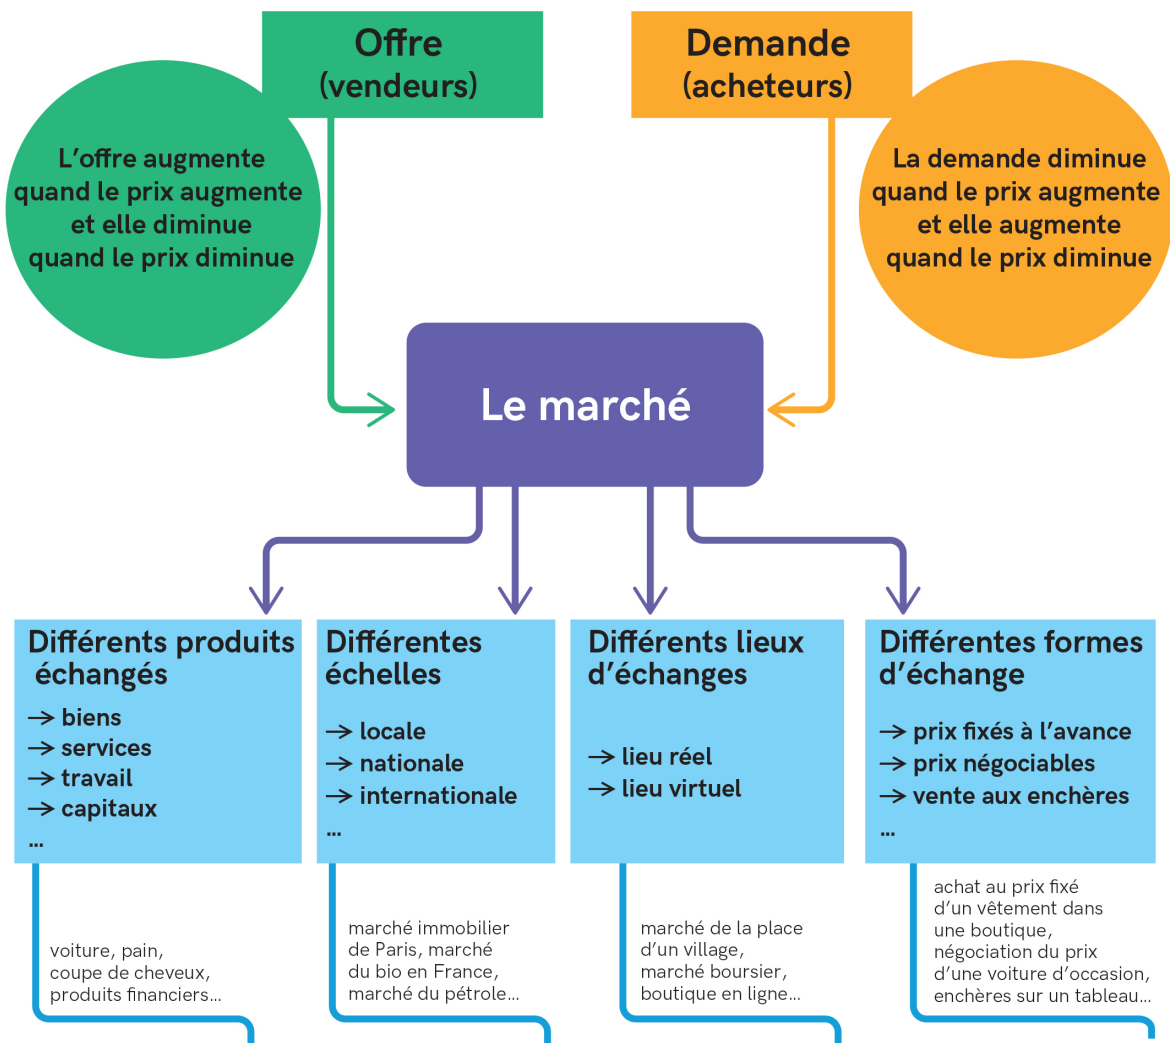 Offre
(vendeurs)
Demande
(acheteurs)
L’offre augmente
quand le prix augmente
et elle diminue
quand le prix diminue
La demande diminue
quand le prix augmente
et elle augmente
quand le prix diminue
Le marché
Différents produits
échangés
→ biens
→ services
→ travail
→ capitaux
...
Différentes
échelles
→ locale
→ nationale
→ internationale
...
Différents lieux
d’échanges
→ lieu réel
→ lieu virtuel
Différentes formes
d’échange
→ prix fixés à l’avance
→ prix négociables
→ vente aux enchères
...
voiture, pain,
coupe de cheveux,
produits financiers...
marché immobilier
de Paris, marché
du bio en France,
marché du pétrole...
marché de la place
d’un village,
marché boursier,
boutique en ligne...
achat au prix fixé
d’un vêtement dans
une boutique,
négociation du prix
d’une voiture d’occasion,
enchères sur un tableau...